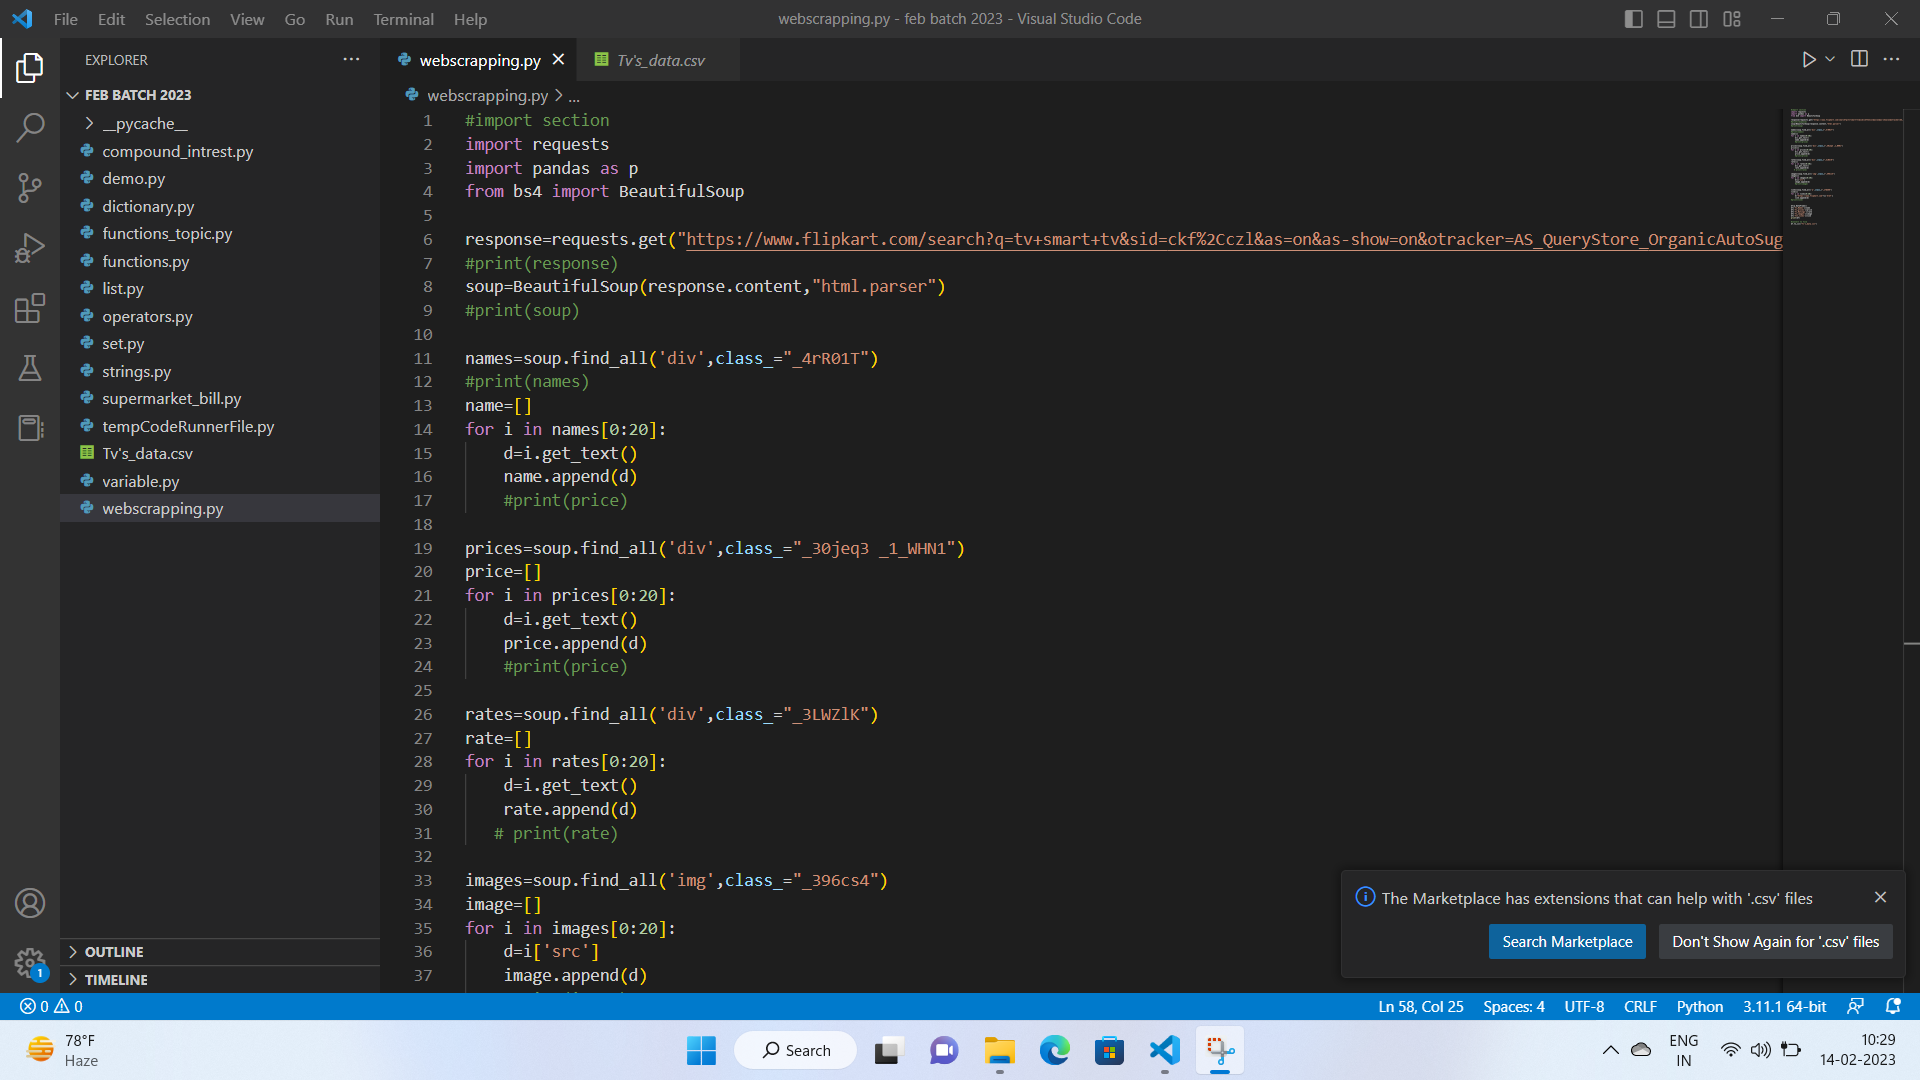 File Edit Selection View Go Run Terminal Help
webscrapping.py - feb batch 2023 - Visual Studio Code
EXPLORER
FEB BATCH 2023
__pycache__
compound_intrest.py
demo.py
dictionary.py
functions_topic.py
functions.py
list.py
operators.py
set.py
strings.py
supermarket_bill.py
tempCodeRunnerFile.py
Tv's_data.csv
variable.py
webscrapping.py
OUTLINE
TIMELINE
webscrapping.py Tv's_data.csv
webscrapping.py > ...
1 #import section
2 import requests
3 import pandas as p
4 from bs4 import BeautifulSoup
5
6 response=requests.get("https://www.flipkart.com/search?q=tv+smart+tv&sid=ckf%2Cczl&as=on&as-show=on&otracker=AS_QueryStore_OrganicAutoSug
7 #print(response)
8 soup=BeautifulSoup(response.content,"html.parser")
9 #print(soup)
10
11 names=soup.find_all('div',class_="_4rR01T")
12 #print(names)
13 name=[]
14 for i in names[0:20]:
15     d=i.get_text()
16     name.append(d)
17     #print(price)
18
19 prices=soup.find_all('div',class_="_30jeq3 _1_WHN1")
20 price=[]
21 for i in prices[0:20]:
22     d=i.get_text()
23     price.append(d)
24     #print(price)
25
26 rates=soup.find_all('div',class_="_3LWZlK")
27 rate=[]
28 for i in rates[0:20]:
29     d=i.get_text()
30     rate.append(d)
31    # print(rate)
32
33 images=soup.find_all('img',class_="_396cs4")
34 image=[]
35 for i in images[0:20]:
36     d=i['src']
37     image.append(d)
The Marketplace has extensions that can help with '.csv' files
Search Marketplace Don't Show Again for '.csv' files
1
0 0 Ln 58, Col 25 Spaces: 4 UTF-8 CRLF Python 3.11.1 64-bit
78°F
Haze
Search
ENG
IN
10:29
14-02-2023